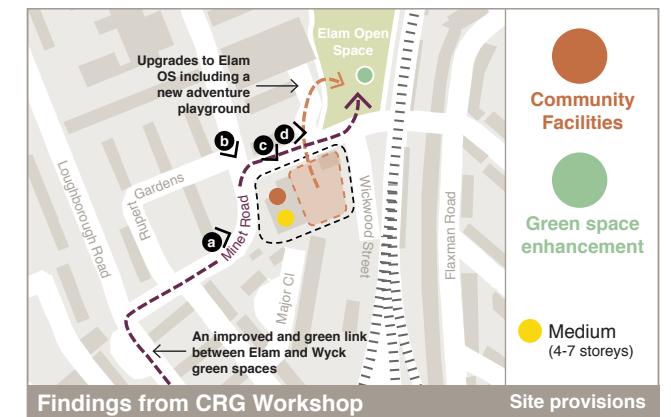 Elam Open
Space
Upgrades to Elam
OS including a
new adventure
playground
b
c
d
a
Loughborough Road
Rupert Gardens
Minet Road
Major Cl
Wickwood Street
Flaxman Road
An improved and green link
between Elam and Wyck
green spaces
Community
Facilities
Green space
enhancement
Medium
(4-7 storeys)
Findings from CRG Workshop
Site provisions